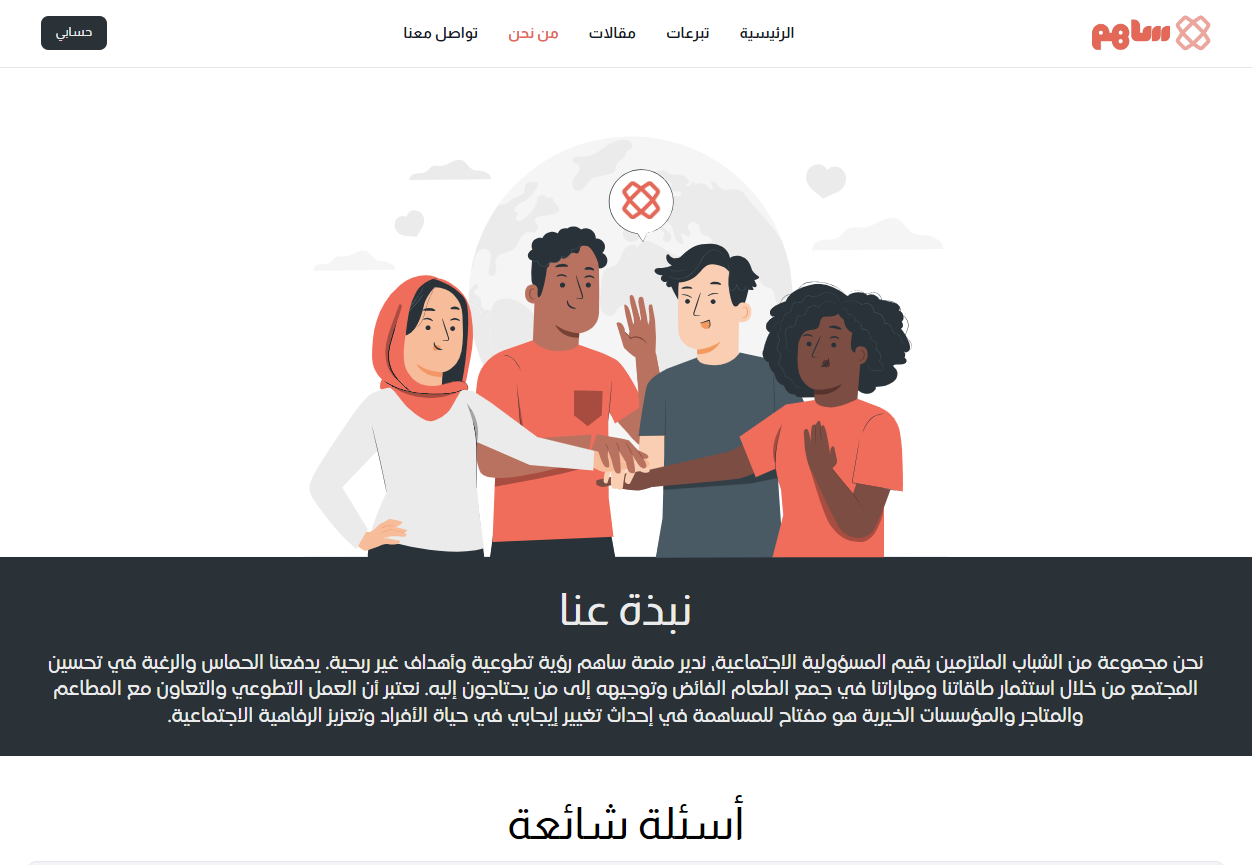 ساهم
الرئيسية
تبرعات
مقالات
من نحن
تواصل معنا
حسابي
نبذة عنا
نحن مجموعة من الشباب الملتزمين بقيم المسؤولية الاجتماعية, ندير منصة ساهم رؤية تطوعية وأهداف غير ربحية. يدفعنا الحماس والرغبة في تحسين
المجتمع من خلال استثمار طاقاتنا ومهاراتنا في جمع الطعام الفائض وتوجيهه إلى من يحتاجون إليه. نعتبر أن العمل التطوعي والتعاون مع المطاعم
والمتاجر والمؤسسات الخيرية هو مفتاح للمساهمة في إحداث تغيير إيجابي في حياة الأفراد وتعزيز الرفاهية الاجتماعية.
أسئلة شائعة